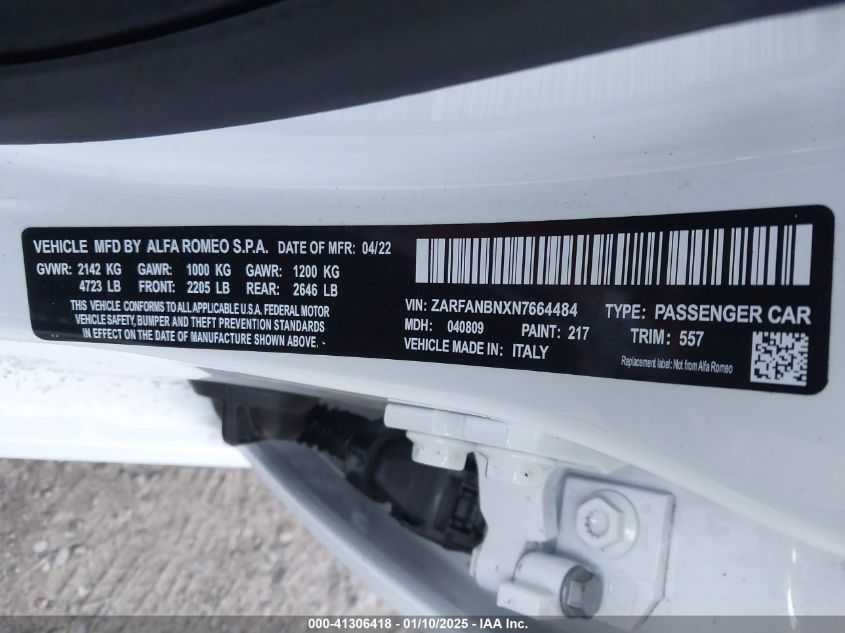 VEHICLE MFD BY ALFA ROMEO S.P.A. DATE OF MFR: 04/22
GVWR: 2142 KG GAWR: 1000 KG GAWR: 1200 KG
4723 LB FRONT: 2205 LB REAR: 2646 LB
THIS VEHICLE CONFORMS TO ALL APPLICABLE U.S.A. FEDERAL MOTOR
VEHICLE SAFETY, BUMPER AND THEFT PREVENTION STANDARDS
IN EFFECT ON THE DATE OF MANUFACTURE SHOWN ABOVE. -
VIN: ZARFANBNXN7664484 TYPE: PASSENGER CAR
MDH: 040809 PAINT: 217 TRIM: 557
VEHICLE MADE IN: ITALY
Replacement label: Not from Alfa Romeo
000-41306418 - 01/10/2025 - IAA Inc.